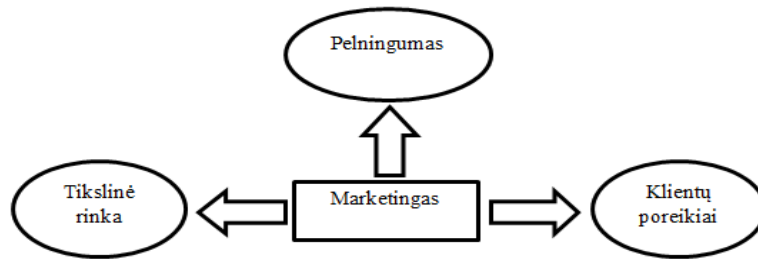 Pelningumas
Tikslinė
rinka
Marketingas
Klientų
poreikiai